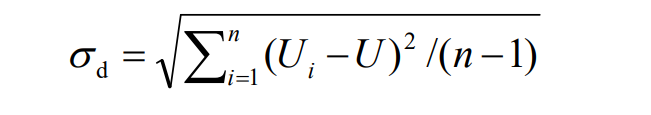 σ_d = √(∑_{i=1}^{n} (U_i − U)² /(n−1))